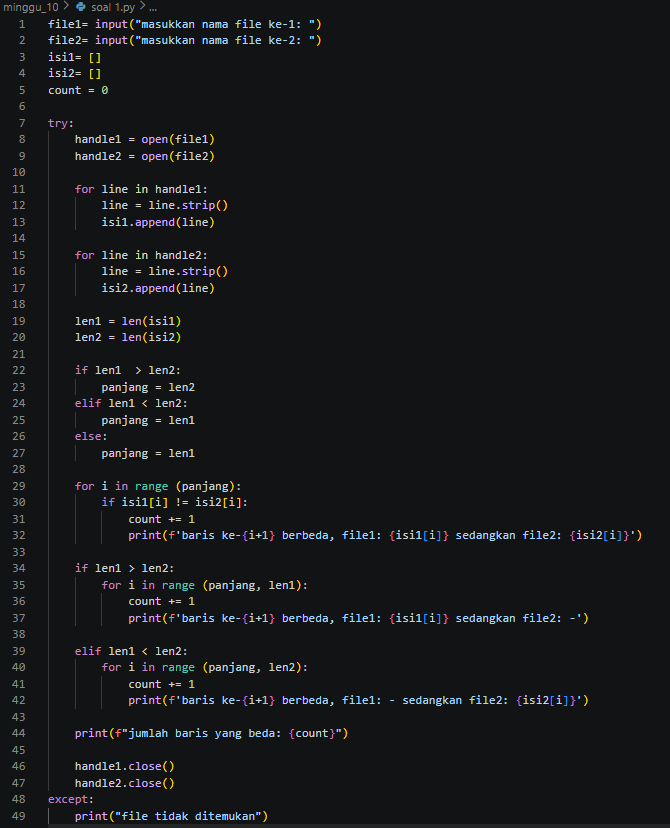 minggu_10 > soal 1.py > ...
1 file1= input("masukkan nama file ke-1: ")
2 file2= input("masukkan nama file ke-2: ")
3 isi1= []
4 isi2= []
5 count = 0
6
7 try:
8     handle1 = open(file1)
9     handle2 = open(file2)
10
11     for line in handle1:
12         line = line.strip()
13         isi1.append(line)
14
15     for line in handle2:
16         line = line.strip()
17         isi2.append(line)
18
19     len1 = len(isi1)
20     len2 = len(isi2)
21
22     if len1  > len2:
23         panjang = len2
24     elif len1 < len2:
25         panjang = len1
26     else:
27         panjang = len1
28
29     for i in range (panjang):
30         if isi1[i] != isi2[i]:
31             count += 1
32             print(f'baris ke-{i+1} berbeda, file1: {isi1[i]} sedangkan file2: {isi2[i]}')
33
34     if len1 > len2:
35         for i in range (panjang, len1):
36             count += 1
37             print(f'baris ke-{i+1} berbeda, file1: {isi1[i]} sedangkan file2: -')
38
39     elif len1 < len2:
40         for i in range (panjang, len2):
41             count += 1
42             print(f'baris ke-{i+1} berbeda, file1: - sedangkan file2: {isi2[i]}')
43
44     print(f"jumlah baris yang beda: {count}")
45
46     handle1.close()
47     handle2.close()
48 except:
49     print("file tidak ditemukan")